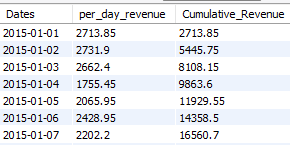 Dates per_day_revenue Cumulative_Revenue
2015-01-01 2713.85 2713.85
2015-01-02 2731.9 5445.75
2015-01-03 2662.4 8108.15
2015-01-04 1755.45 9863.6
2015-01-05 2065.95 11929.55
2015-01-06 2428.95 14358.5
2015-01-07 2202.2 16560.7